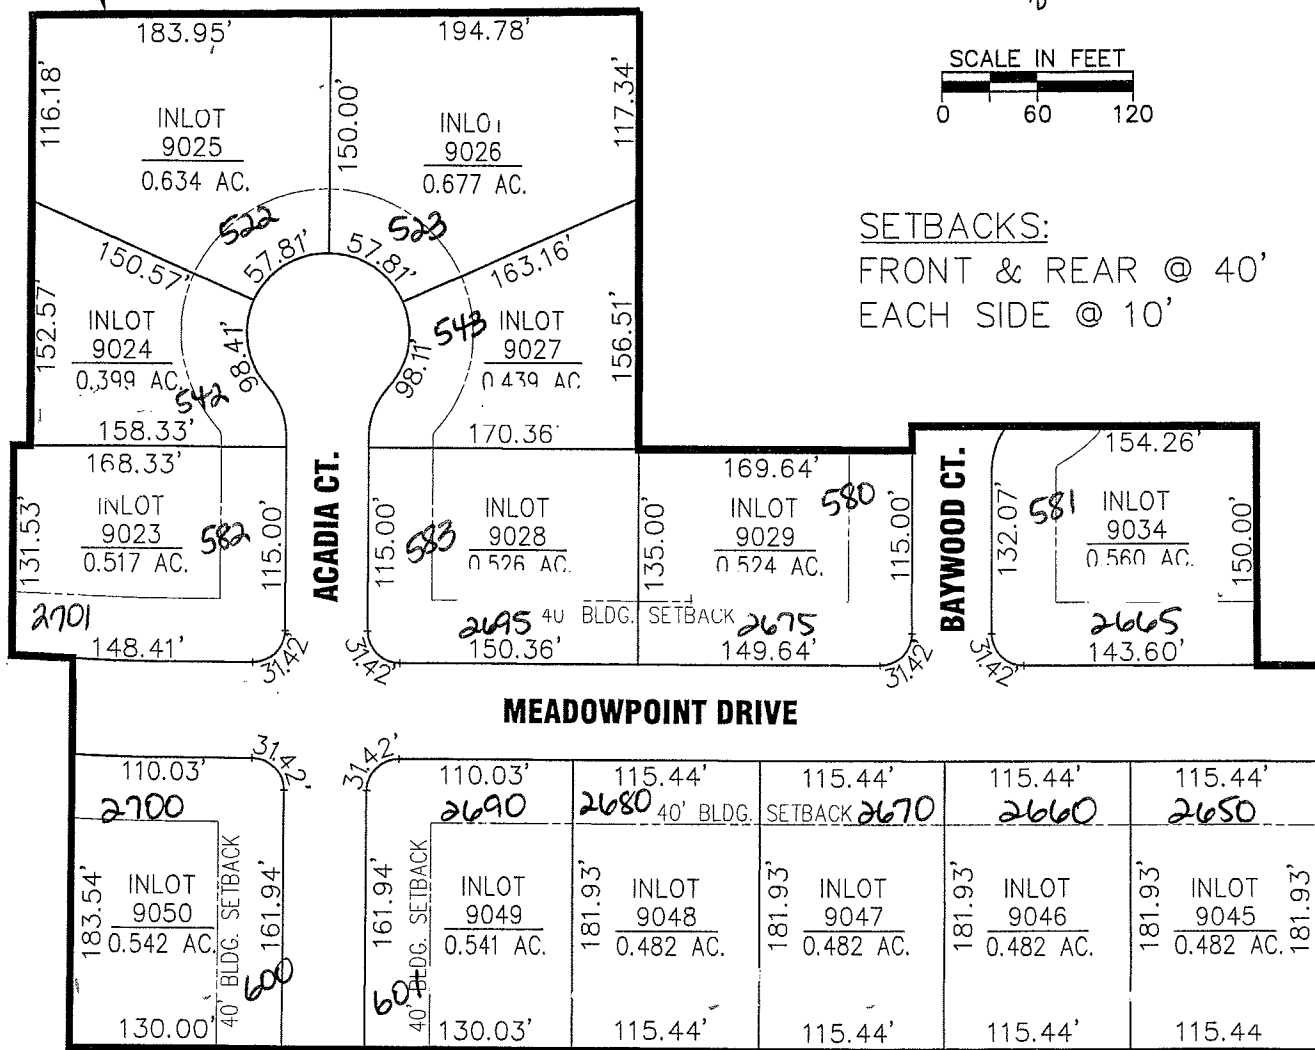 183.95'
194.78'
SCALE IN FEET
0 60 120
116.18'
INLOT
9025
0.634 AC.
150.00'
INLOT
9026
0.677 AC.
117.34'
SETBACKS:
FRONT & REAR @ 40'
EACH SIDE @ 10'
522
523
57.81'
57.81'
150.57'
163.16'
152.57'
INLOT
9024
0.399 AC.
542
98.41'
543
98.11'
INLOT
9027
0.439 AC.
156.51'
158.33'
170.36'
168.33'
131.53'
INLOT
9023
0.517 AC.
582
115.00'
2701
148.41'
31.42'
ACADIA CT.
115.00'
583
INLOT
9028
0.526 AC.
135.00'
169.64'
INLOT
9029
0.524 AC.
580
115.00'
2695 40 BLDG. SETBACK 2675
150.36'
149.64'
31.42'
31.42'
BAYWOOD CT.
132.07'
154.26'
581
INLOT
9034
0.560 AC.
150.00'
2665
143.60'
31.42'
MEADOWPOINT DRIVE
110.03'
31.42'
2700
183.54'
INLOT
9050
0.542 AC.
40' BLDG. SETBACK
161.94'
600
130.00'
31.42'
110.03'
2690
161.94'
601
40' BLDG. SETBACK
INLOT
9049
0.541 AC.
130.03'
115.44'
2680 40' BLDG. SETBACK 2670
181.93'
INLOT
9048
0.482 AC.
115.44'
115.44'
181.93'
INLOT
9047
0.482 AC.
115.44'
115.44'
2660
181.93'
INLOT
9046
0.482 AC.
115.44'
115.44'
2650
181.93'
INLOT
9045
0.482 AC.
181.93'
115.44